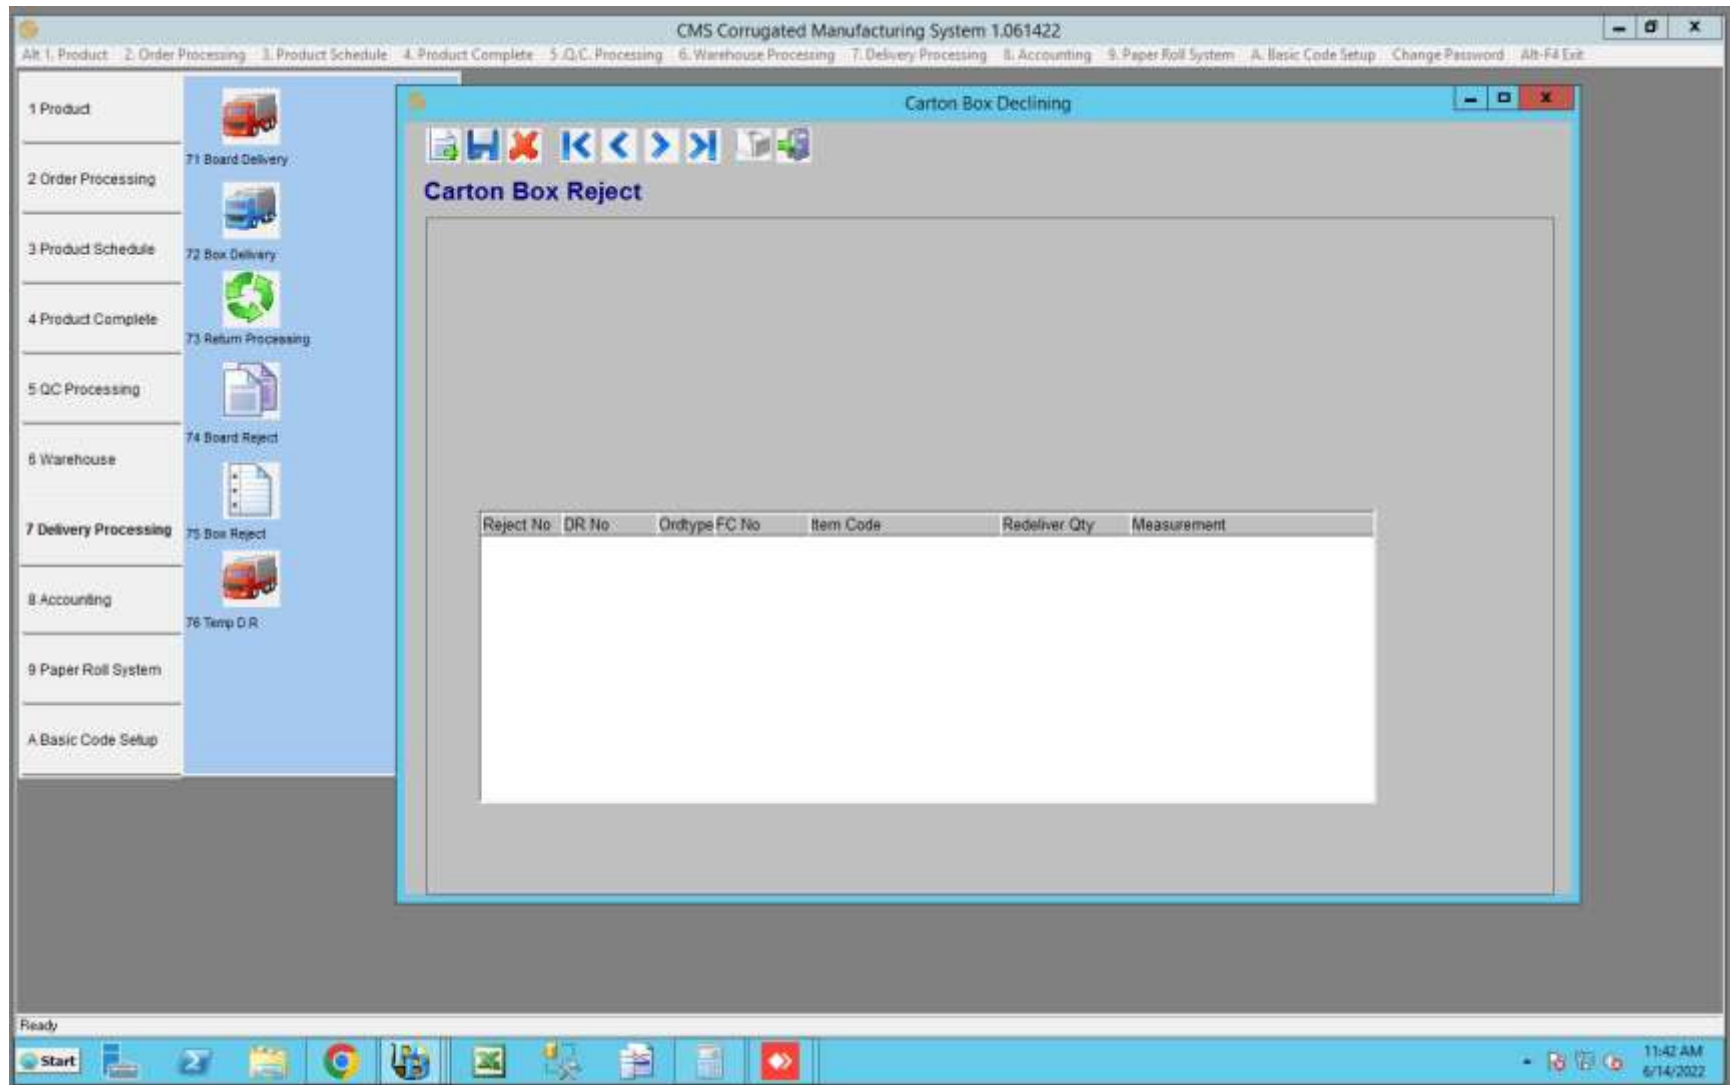 CMS Corrugated Manufacturing System 1.061422
Alt 1. Product 2. Order Processing 3. Product Schedule 4. Product Complete 5 .Q.C. Processing 6. Warehouse Processing 7. Delivery Processing 8. Accounting 9. Paper Roll System A. Basic Code Setup Change Password Alt-F4 Exit
1 Product
2 Order Processing
3 Product Schedule
4 Product Complete
5 QC Processing
6 Warehouse
7 Delivery Processing
8 Accounting
9 Paper Roll System
A Basic Code Setup
71 Board Delivery
72 Box Delivery
73 Return Processing
74 Board Reject
75 Box Reject
76 Temp D.R
Carton Box Declining
Carton Box Reject
Reject No DR No Ordtype FC No Item Code Redeliver Qty Measurement
Ready
Start
11:42 AM
6/14/2022